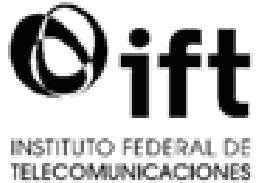 ift
INSTITUTO FEDERAL DE
TELECOMUNICACIONES